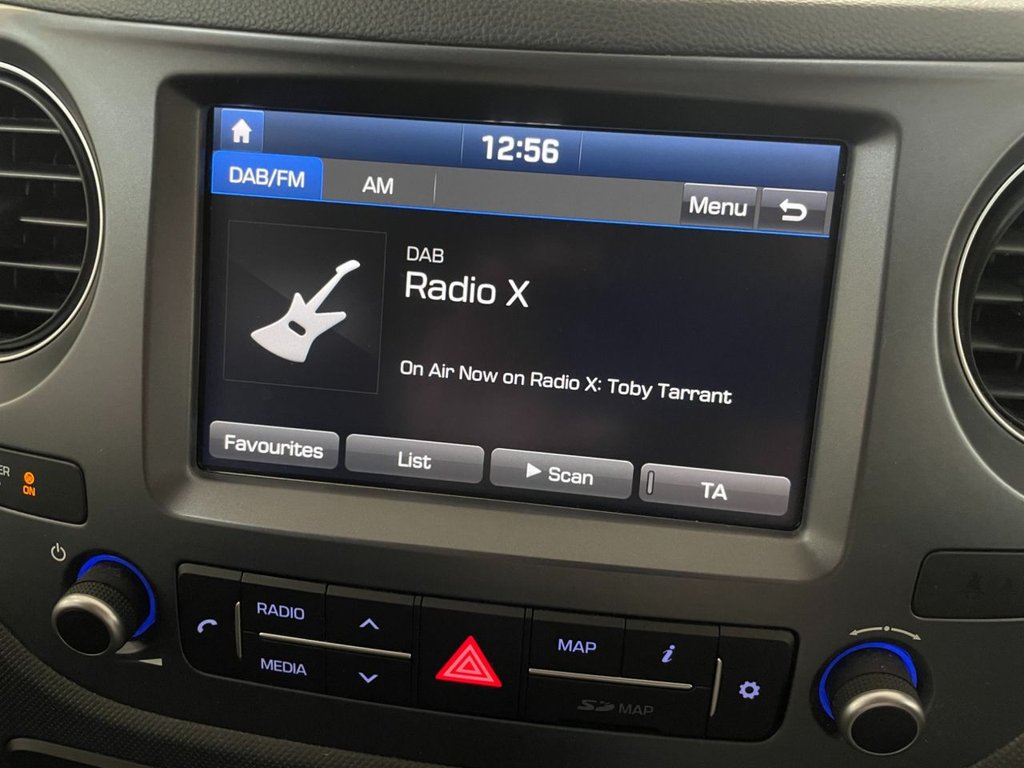 12:56
DAB/FM
AM
Menu
DAB
Radio X
On Air Now on Radio X: Toby Tarrant
Favourites
List
Scan
TA
ON
RADIO
MEDIA
MAP
i
SD MAP